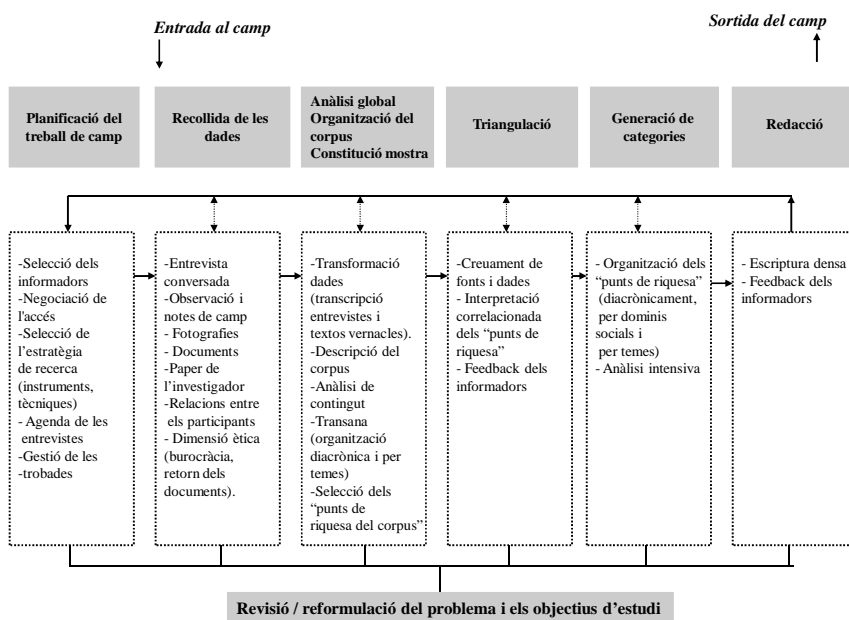 Entrada al camp
Sortida del camp
Planificació del
treball de camp
Recollida de les
dades
Anàlisi global
Organització del
corpus
Constitució mostra
Triangulació
Generació de
categories
Redacció
-Selecció dels
informadors
-Negociació de
l'accés
-Selecció de
l’estratègia
de recerca
(instruments,
tècniques)
- Agenda de les
entrevistes
-Gestió de les
-trobades
-Entrevista
conversada
-Observació i
notes de camp
- Fotografies
- Documents
-Paper de
l’investigador
-Relacions entre
els participants
- Dimensió ètica
(burocràcia,
retorn dels
documents).
-Transformació
dades
(transcripció
entrevistes i
textos vernacles).
-Descripció del
corpus
-Anàlisi de
contingut
-Transana
(organització
diacrònica i per
temes)
-Selecció dels
“punts de
riquesa del corpus”
-Creuament de
fonts i dades
- Interpretació
correlacionada
dels “punts de
riquesa”
- Feedback dels
informadors
- Organització dels
“punts de riquesa”
(diacrònicament,
per dominis
socials i
per temes)
- Anàlisi intensiva
- Escriptura densa
- Feedback dels
informadors
Revisió / reformulació del problema i els objectius d’estudi